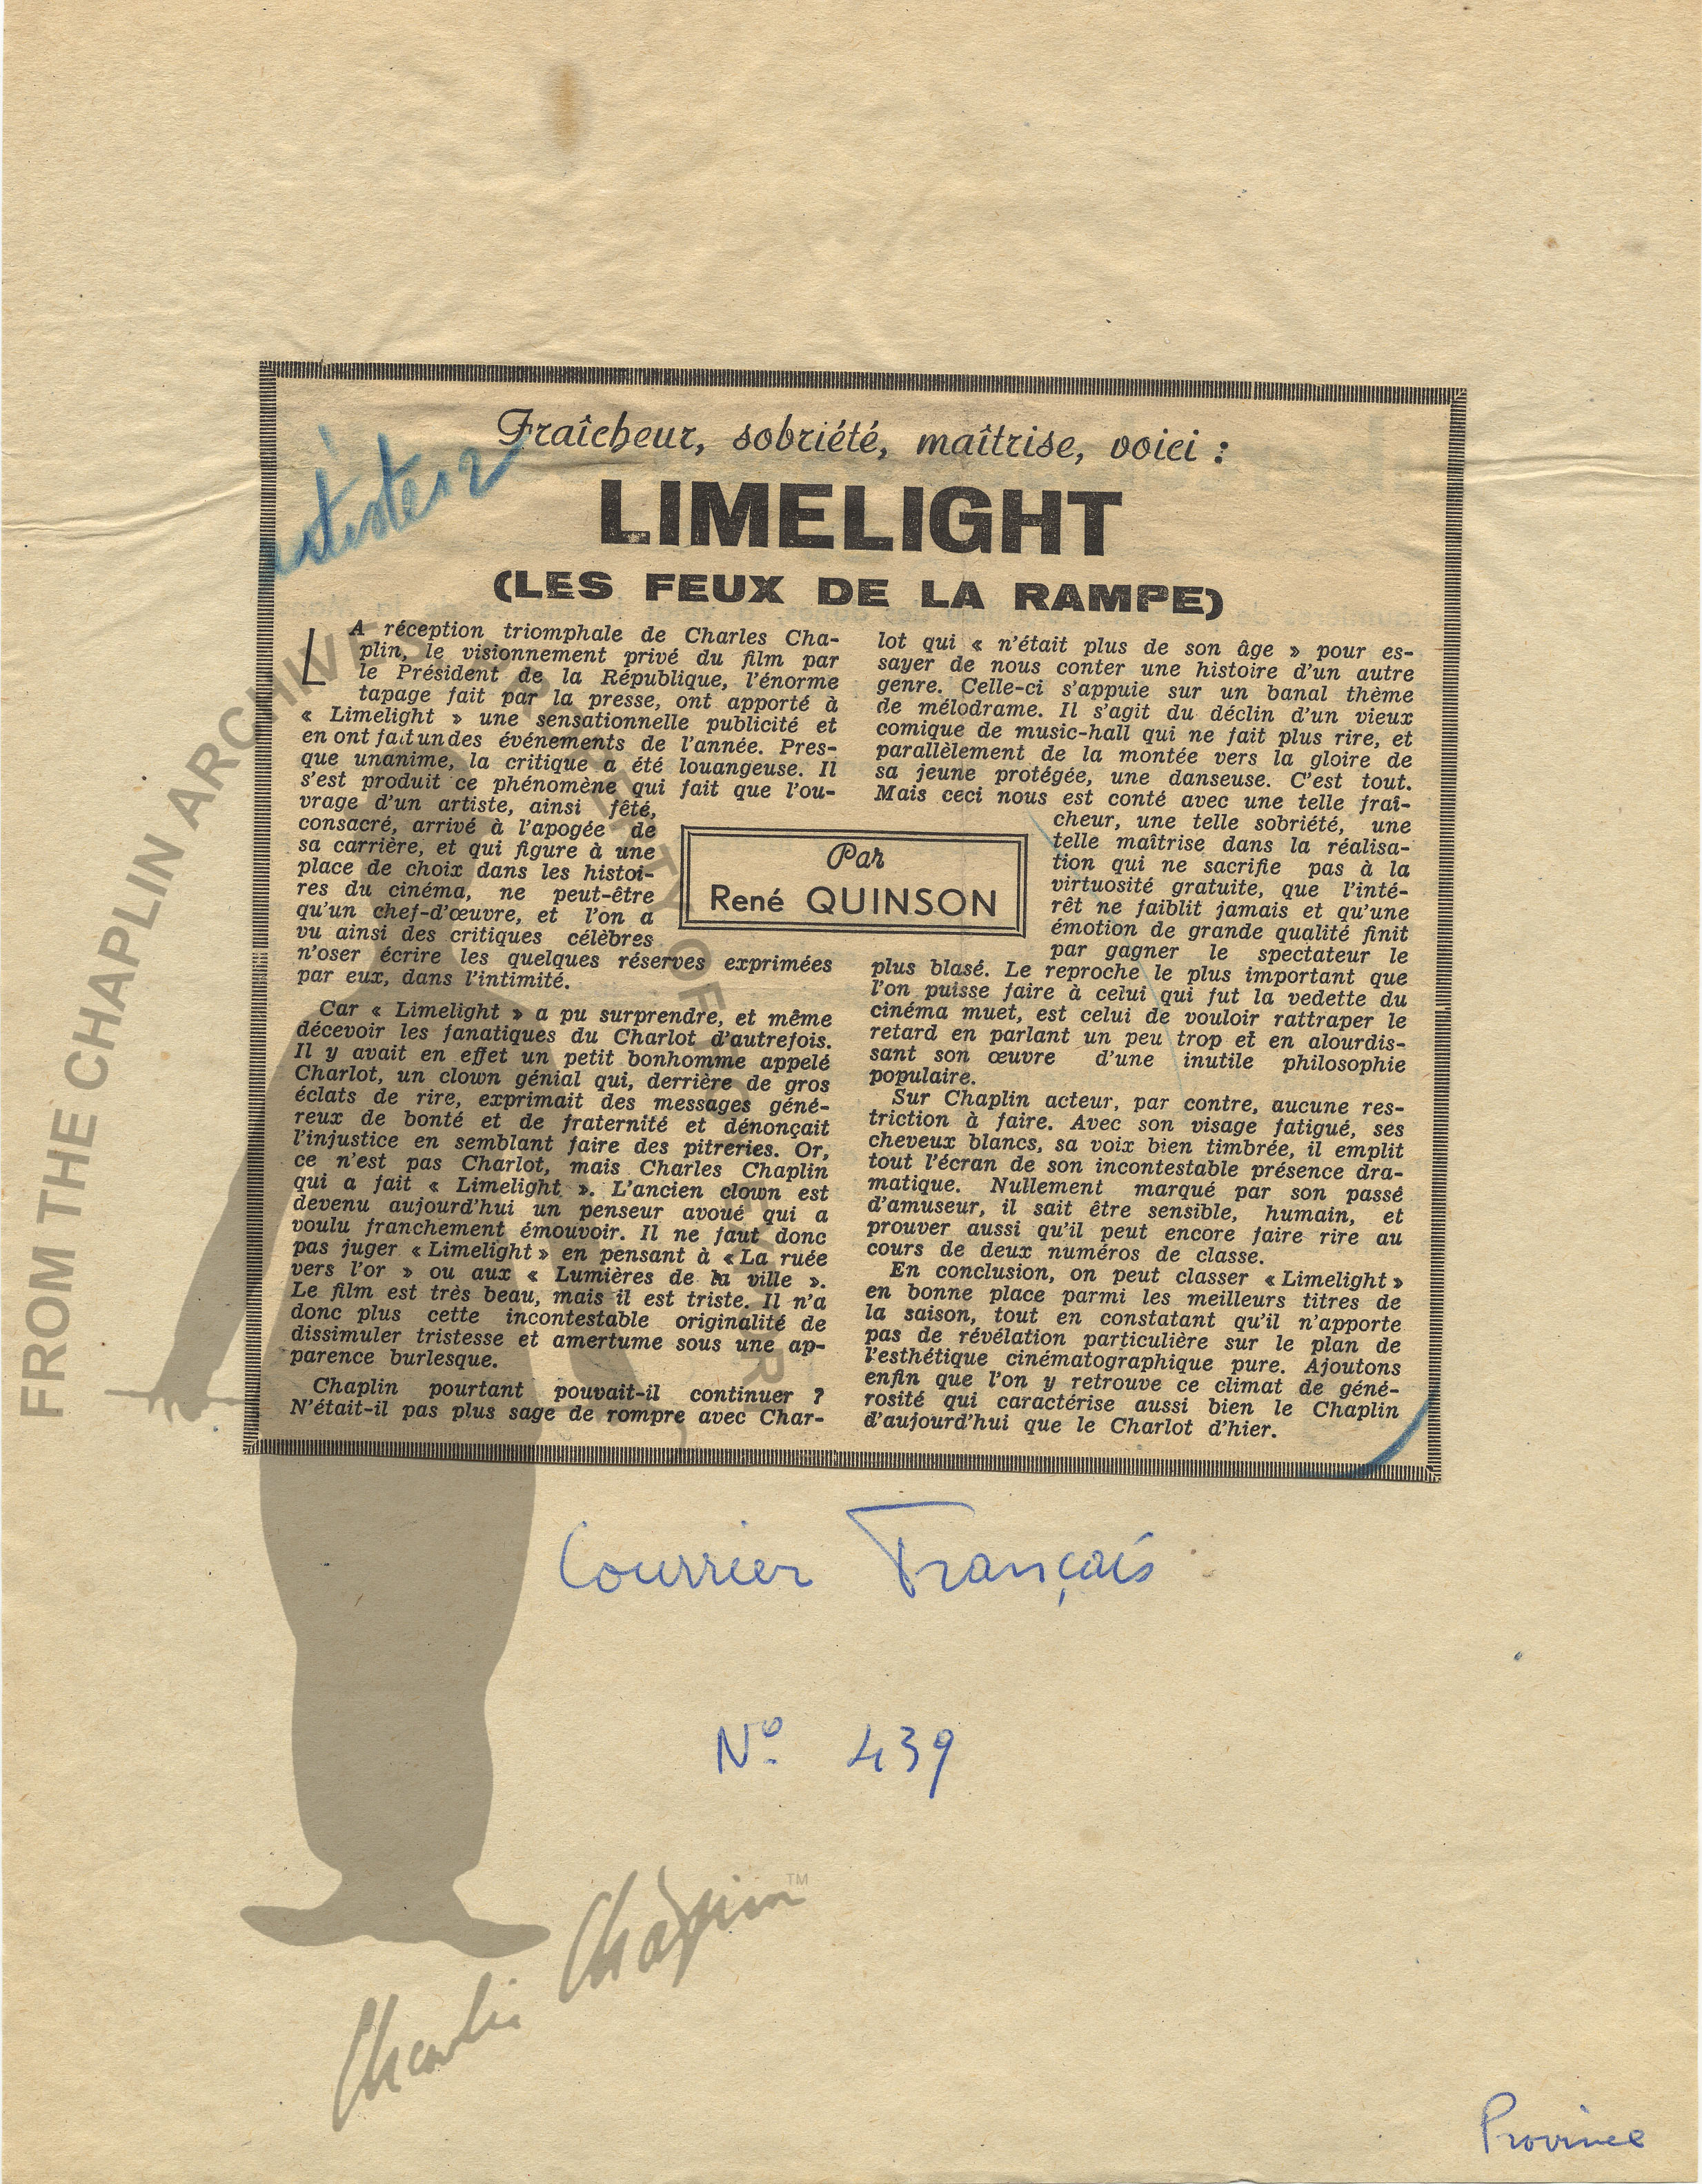 Fraîcheur, sobriété, maîtrise, voici :
LIMELIGHT
(LES FEUX DE LA RAMPE)
LA réception triomphale de Charles Cha-
plin, le visionnement privé du film par
le Président de la République, l'énorme
tapage fait par la presse, ont apporté à
« Limelight » une sensationnelle publicité et
en ont fait un des événements de l'année. Pres-
que unanime, la critique a été louangeuse. Il
s'est produit ce phénomène qui fait que l'ou-
vrage d'un artiste, ainsi fêté,
consacré, arrivé à l'apogée de
sa carrière, et qui figure à une
place de choix dans les histoi-
res du cinéma, ne peut-être
qu'un chef-d'œuvre, et l'on a
vu ainsi des critiques célèbres
n'oser écrire les quelques réserves exprimées
par eux, dans l'intimité.
Car « Limelight » a pu surprendre, et même
décevoir les fanatiques du Charlot d'autrefois.
Il y avait en effet un petit bonhomme appelé
Charlot, un clown génial qui, derrière de gros
éclats de rire, exprimait des messages géné-
reux de bonté et de fraternité et dénonçait
l'injustice en semblant faire des pitreries. Or,
ce n'est pas Charlot, mais Charles Chaplin
qui a fait « Limelight ». L'ancien clown est
devenu aujourd'hui un penseur avoué qui a
voulu franchement émouvoir. Il ne faut donc
pas juger « Limelight » en pensant à « La ruée
vers l'or » ou aux « Lumières de la ville ».
Le film est très beau, mais il est triste. Il n'a
donc plus cette incontestable originalité de
dissimuler tristesse et amertume sous une ap-
parence burlesque.
Chaplin pourtant pouvait-il continuer ?
N'était-il pas plus sage de rompre avec Char-
Par
René QUINSON
lot qui « n'était plus de son âge » pour es-
sayer de nous conter une histoire d'un autre
genre. Celle-ci s'appuie sur un banal thème
de mélodrame. Il s'agit du déclin d'un vieux
comique de music-hall qui ne fait plus rire, et
parallèlement de la montée vers la gloire de
sa jeune protégée, une danseuse. C'est tout.
Mais ceci nous est conté avec une telle fraî-
cheur, une telle sobriété, une
telle maîtrise dans la réalisa-
tion qui ne sacrifie pas à la
virtuosité gratuite, que l'inté-
rêt ne faiblit jamais et qu'une
émotion de grande qualité finit
par gagner le spectateur le
plus blasé. Le reproche le plus important que
l'on puisse faire à celui qui fut la vedette du
cinéma muet, est celui de vouloir rattraper le
retard en parlant un peu trop et en alourdis-
sant son œuvre d'une inutile philosophie
populaire.
Sur Chaplin acteur, par contre, aucune res-
triction à faire. Avec son visage fatigué, ses
cheveux blancs, sa voix bien timbrée, il emplit
tout l'écran de son incontestable présence dra-
matique. Nullement marqué par son passé
d'amuseur, il sait être sensible, humain, et
prouver aussi qu'il peut encore faire rire au
cours de deux numéros de classe.
En conclusion, on peut classer « Limelight »
en bonne place parmi les meilleurs titres de
la saison, tout en constatant qu'il n'apporte
pas de révélation particulière sur le plan de
l'esthétique cinématographique pure. Ajoutons
enfin que l'on y retrouve ce climat de géné-
rosité qui caractérise aussi bien le Chaplin
d'aujourd'hui que le Charlot d'hier.
Courrier Français
Nº 439
Province
FROM THE CHAPLIN ARCHIVES
Charlie Chaplin TM